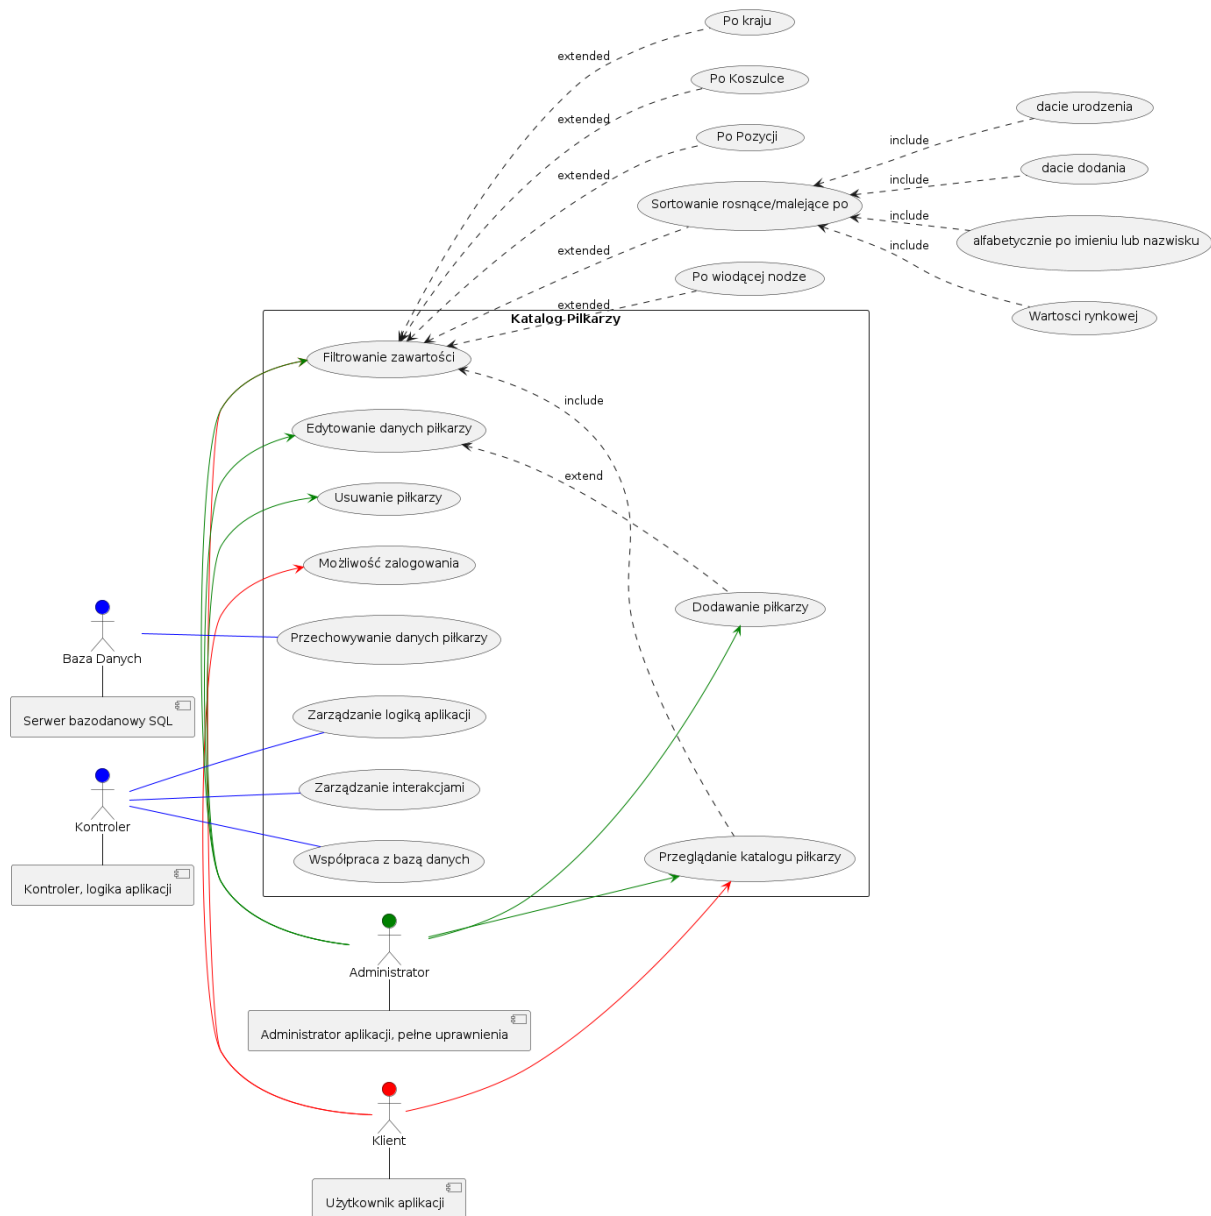 Po kraju
extended
Po Koszulce
extended
dacie urodzenia
Po Pozycji
include
extended
dacie dodania
include
Sortowanie rosnące/malejące po
include
alfabetycznie po imieniu lub nazwisku
extended
include
Po wiodącej nodze
extended
Wartosci rynkowej
Katalog Piłkarzy
Filtrowanie zawartości
include
Edytowanie danych piłkarzy
extend
Usuwanie piłkarzy
Możliwość zalogowania
Dodawanie piłkarzy
Przechowywanie danych piłkarzy
Baza Danych
Serwer bazodanowy SQL
Zarządzanie logiką aplikacji
Zarządzanie interakcjami
Kontroler
Współpraca z bazą danych
Przeglądanie katalogu piłkarzy
Kontroler, logika aplikacji
Administrator
Administrator aplikacji, pełne uprawnienia
Klient
Użytkownik aplikacji